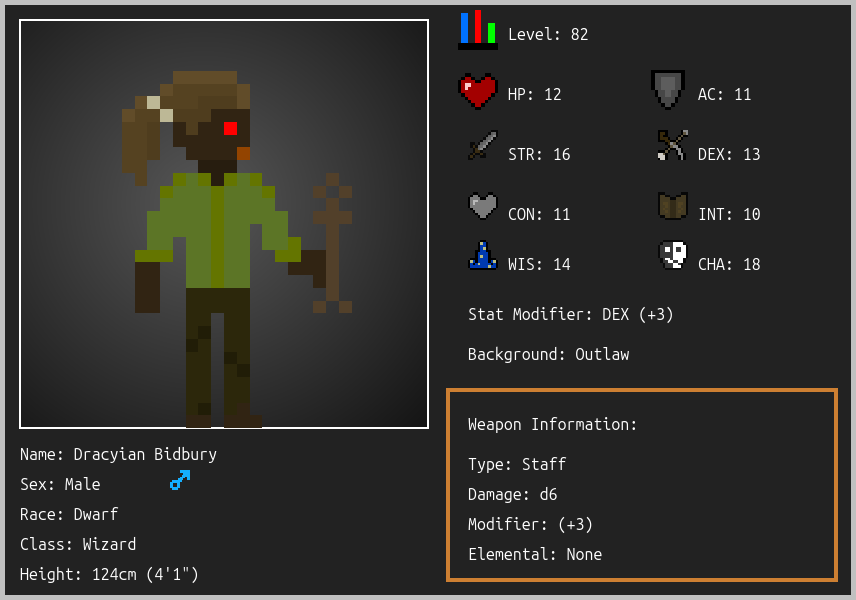 Level: 82
HP: 12
AC: 11
STR: 16
DEX: 13
CON: 11
INT: 10
WIS: 14
CHA: 18
Stat Modifier: DEX (+3)
Background: Outlaw
Weapon Information:
Type: Staff
Damage: d6
Modifier: (+3)
Elemental: None
Name: Dracyian Bidbury
Sex: Male
Race: Dwarf
Class: Wizard
Height: 124cm (4'1")